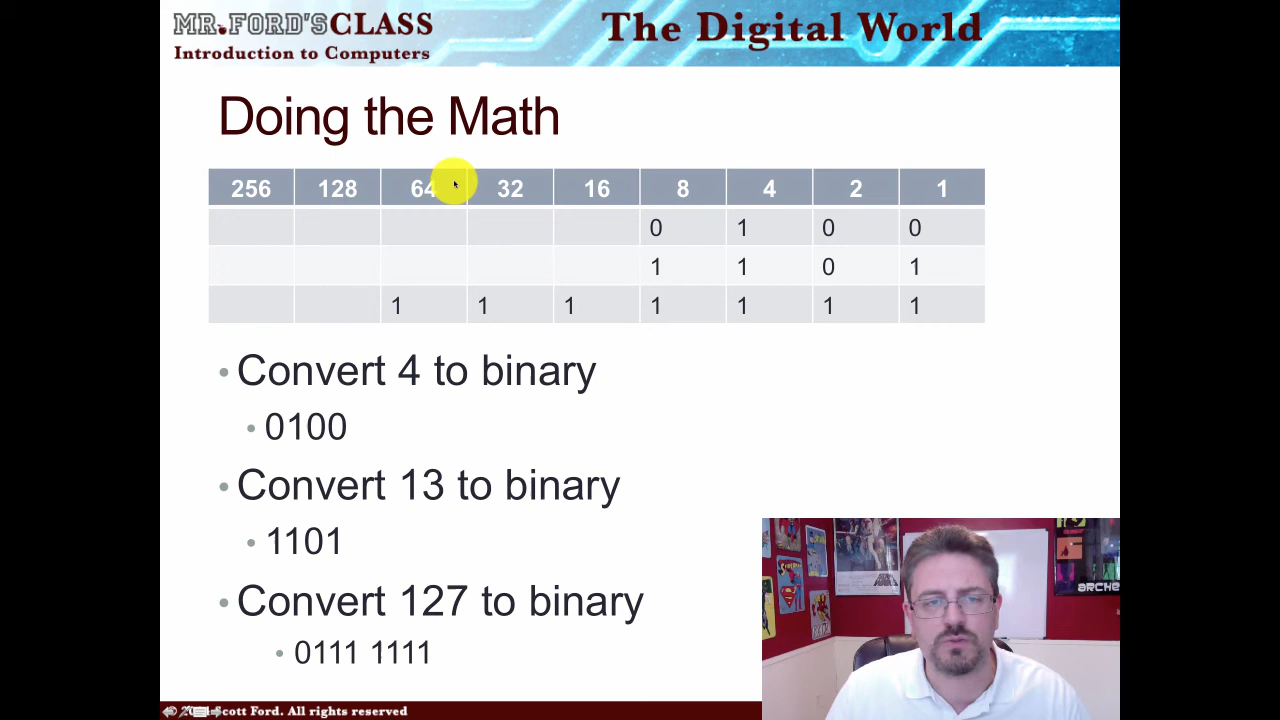 MR.FORD'S CLASS
Introduction to Computers
The Digital World
Doing the Math
256 128 64 32 16 8 4 2 1
0 1 0 0
1 1 0 1
1 1 1 1 1 1 1
• Convert 4 to binary
• 0100
• Convert 13 to binary
• 1101
• Convert 127 to binary
• 0111 1111
Scott Ford. All rights reserved
ARCHE